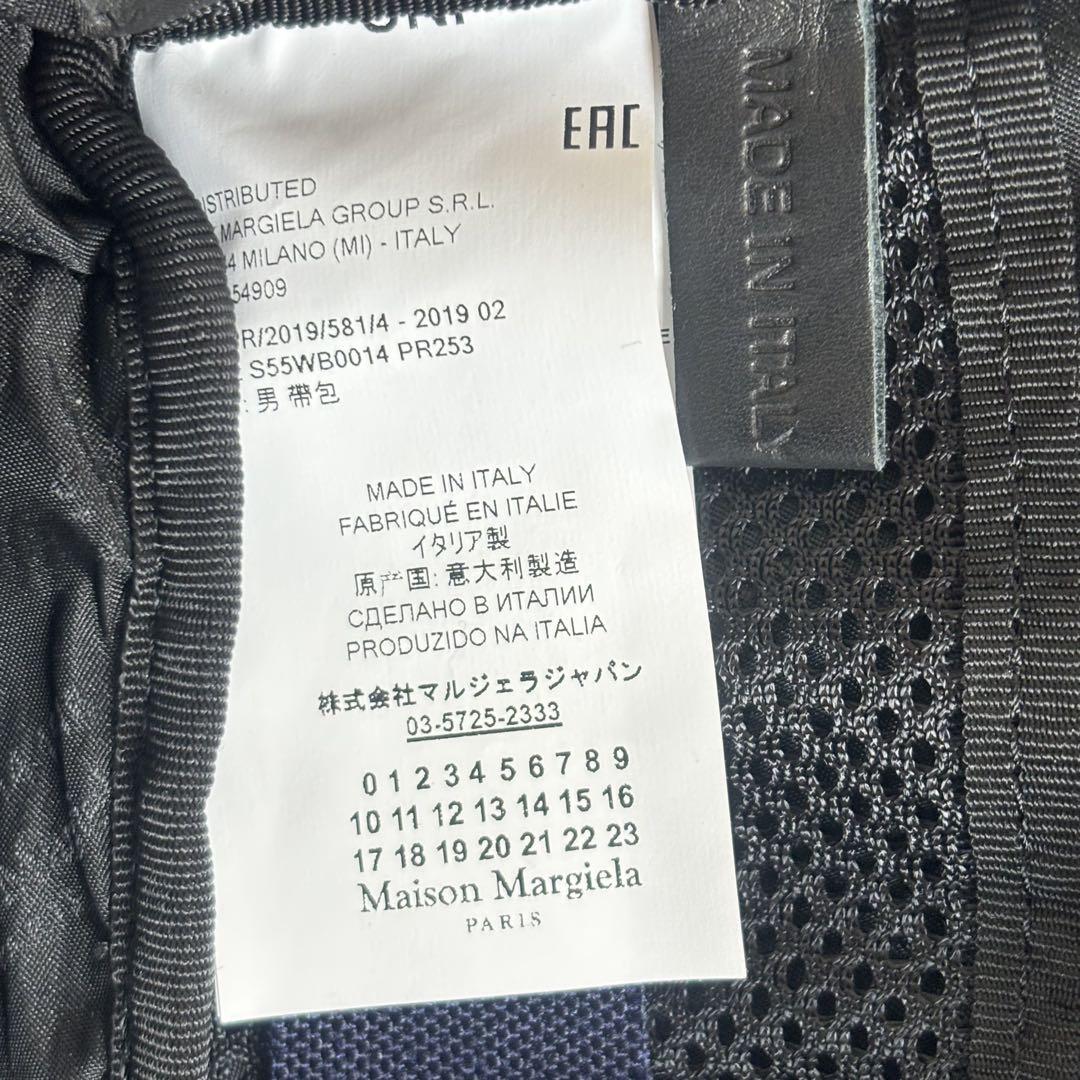 EAC
DISTRIBUTED
MARGIELA GROUP S.R.L.
4 MILANO (MI) - ITALY
54909
R/2019/581/4 - 2019 02
S55WB0014 PR253
: 男 帶包
MADE IN ITALY
FABRIQUÉ EN ITALIE
イタリア製
原产国: 意大利製造
СДЕЛАНО В ИТАЛИИ
PRODUZIDO NA ITALIA
株式会社マルジェラジャパン
03-5725-2333
0 1 2 3 4 5 6 7 8 9
10 11 12 13 14 15 16
17 18 19 20 21 22 23
Maison Margiela
PARIS
MADE IN ITALY